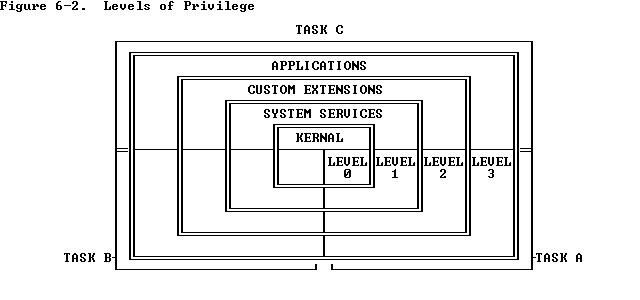 Figure 6-2.  Levels of Privilege
TASK C
APPLICATIONS
CUSTOM EXTENSIONS
SYSTEM SERVICES
KERNAL
LEVEL LEVEL LEVEL LEVEL
0 1 2 3
TASK B TASK A